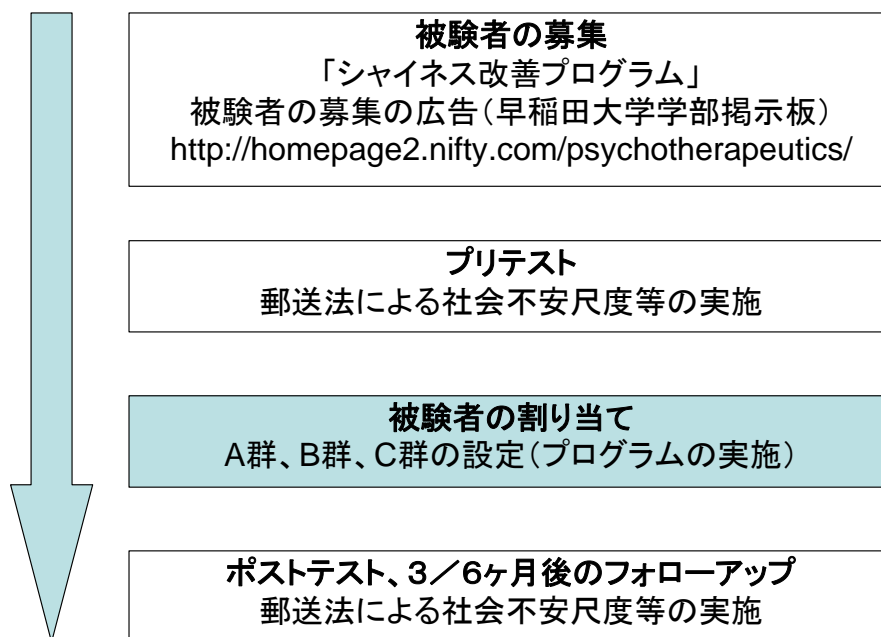 被験者の募集
「シャイネス改善プログラム」
被験者の募集の広告（早稲田大学学部掲示板）
http://homepage2.nifty.com/psychotherapeutics/
プリテスト
郵送法による社会不安尺度等の実施
被験者の割り当て
A群、B群、C群の設定（プログラムの実施）
ポストテスト、３／６ヶ月後のフォローアップ
郵送法による社会不安尺度等の実施